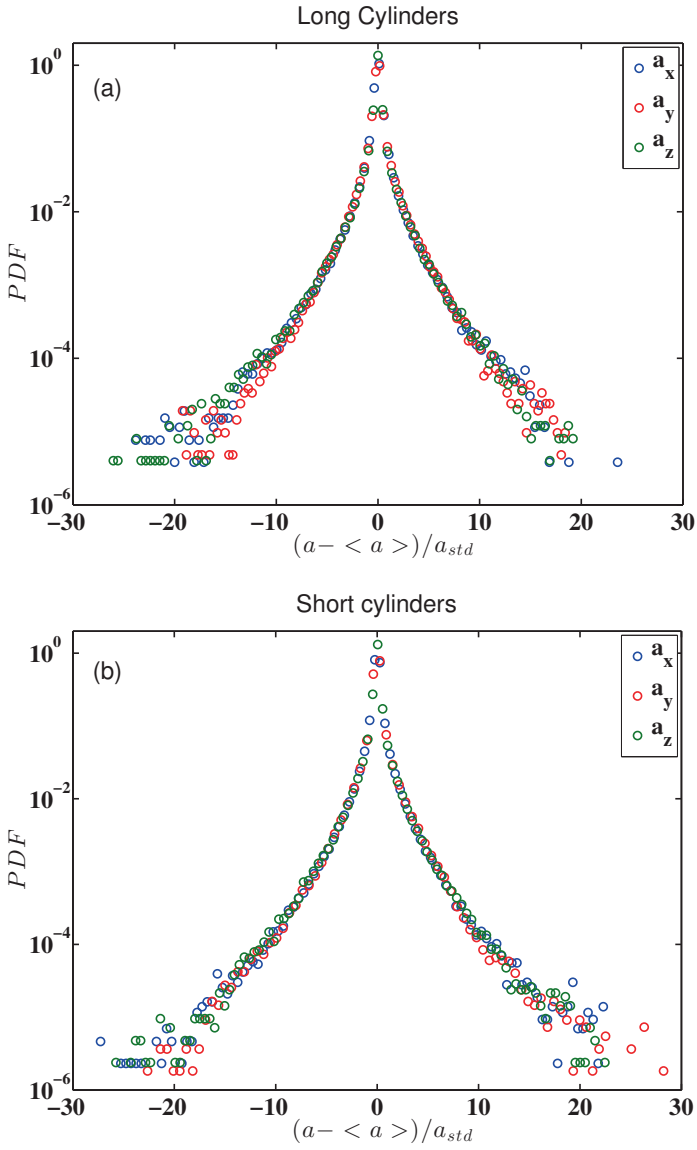 Long Cylinders
(a)
a_x
a_y
a_z
10^0
10^-2
10^-4
10^-6
PDF
−30 −20 −10 0 10 20 30
(a− < a >)/a_std
Short cylinders
(b)
a_x
a_y
a_z
10^0
10^-2
10^-4
10^-6
PDF
−30 −20 −10 0 10 20 30
(a− < a >)/a_std